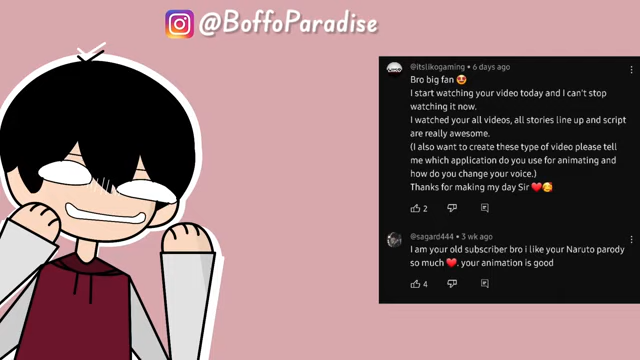 @BoffoParadise
@itslikogaming • 6 days ago
Bro big fan 😍
I start watching your video today and I can't stop
watching it now.
I watched your all videos, all stories line up and script
are really awesome.
(I also want to create these type of video please tell
me which application do you use for animating and
how do you change your voice.)
Thanks for making my day Sir ❤️🥰
2
@sagard444 • 3 wk ago
I am your old subscriber bro i like your Naruto parody
so much ❤️. your animation is good
4